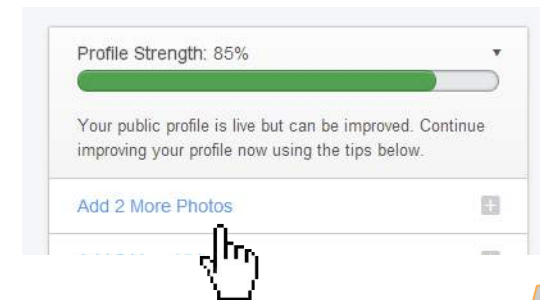 Profile Strength: 85%
Your public profile is live but can be improved. Continue
improving your profile now using the tips below.
Add 2 More Photos